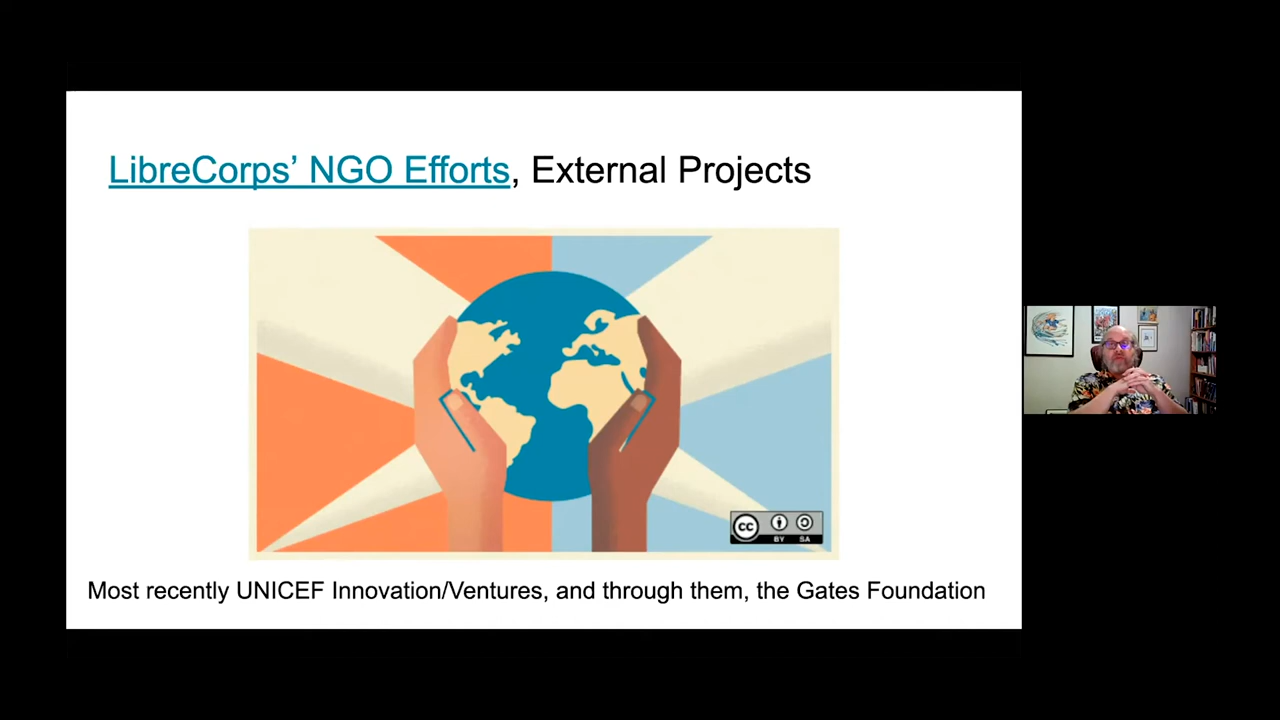 LibreCorps’ NGO Efforts, External Projects
cc
BY SA
Most recently UNICEF Innovation/Ventures, and through them, the Gates Foundation